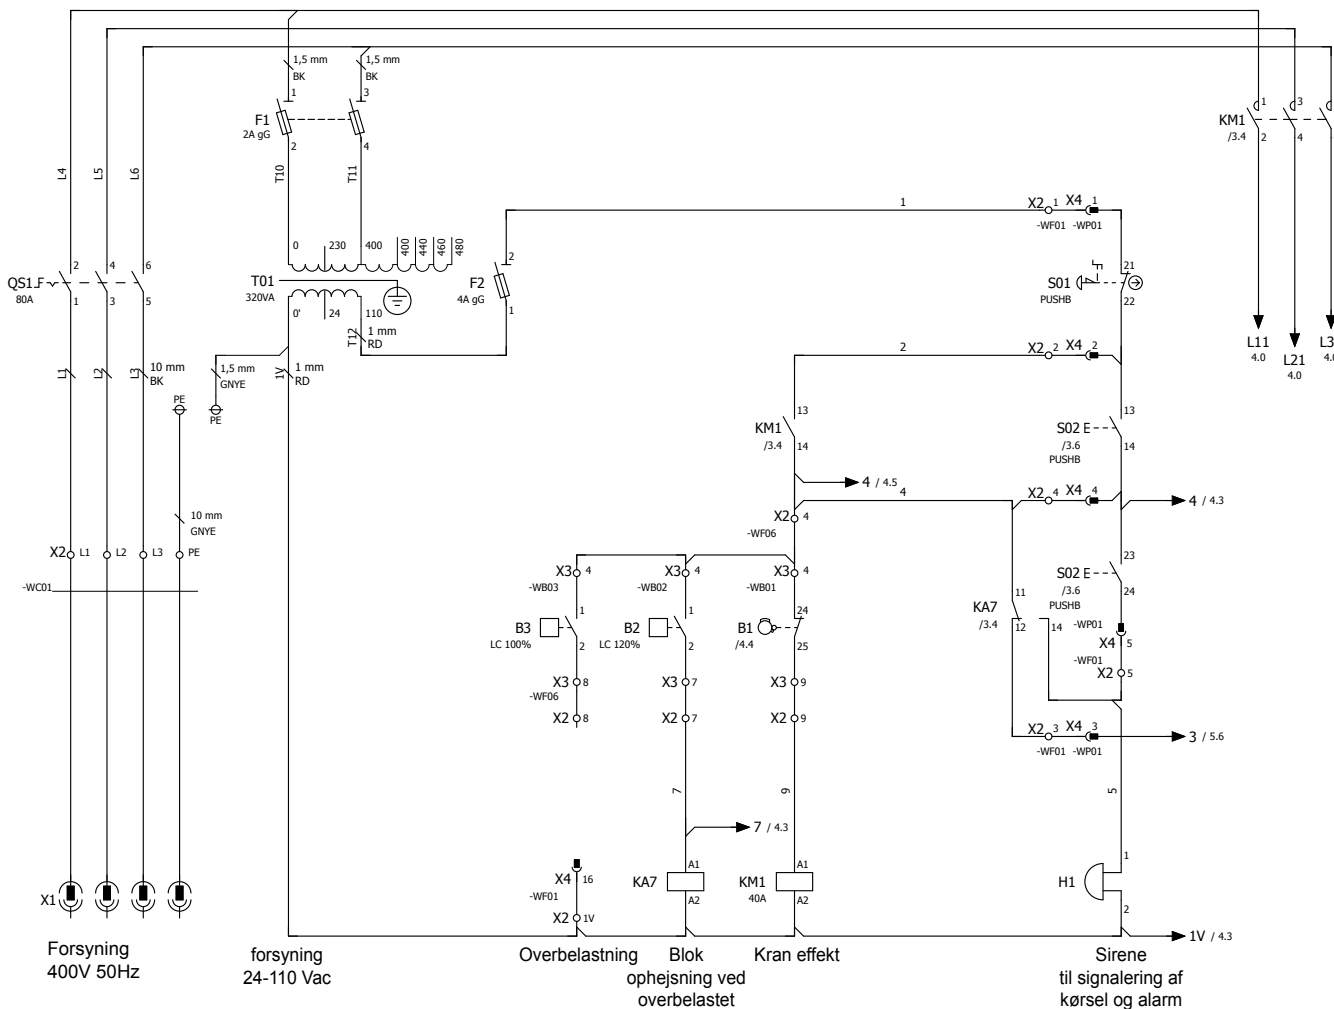 1,5 mm
BK
1,5 mm
BK
1
3
F1
2A gG
2
4
T10
T11
L4
L5
L6
1
3
KM1
/3.4
2
4
0
230
400
400
440
460
480
T01
320VA
0'
24
110
T12
1 mm
RD
2
F2
4A gG
1
1
X2
1
X4
1
-WF01
-WP01
21
S01
PUSHB
22
2
4
6
QS1
80A
1
3
5
L11
4.0
L21
4.0
L3
4.0
L1
L2
L3
10 mm
BK
1,5 mm
GNYE
1V
1 mm
RD
PE
PE
2
X2
2
X4
2
13
KM1
/3.4
14
13
S02
E
/3.6
14
PUSHB
4 / 4.5
4
X2
4
X4
4
4 / 4.3
10 mm
GNYE
X2
4
-WF06
X2
L1
L2
L3
PE
-WC01
X3
4
-WB03
X3
4
-WB02
X3
4
-WB01
23
S02
E
/3.6
24
PUSHB
1
B3
LC 100%
2
1
B2
LC 120%
2
24
B1
/4.4
25
11
KA7
/3.4
12
14
-WP01
X4
5
-WF01
X2
5
X3
8
-WF06
X2
8
X3
7
X2
7
X3
9
X2
9
X2
3
X4
3
-WF01
-WP01
3 / 5.6
7
9
5
7 / 4.3
X4
16
-WF01
X2
1V
A1
KA7
A2
A1
KM1
40A
A2
1
H1
2
1V / 4.3
X1
Forsyning
400V 50Hz
forsyning
24-110 Vac
Overbelastning
Blok
ophejsning ved
overbelastet
Kran effekt
Sirene
til signalering af
kørsel og alarm